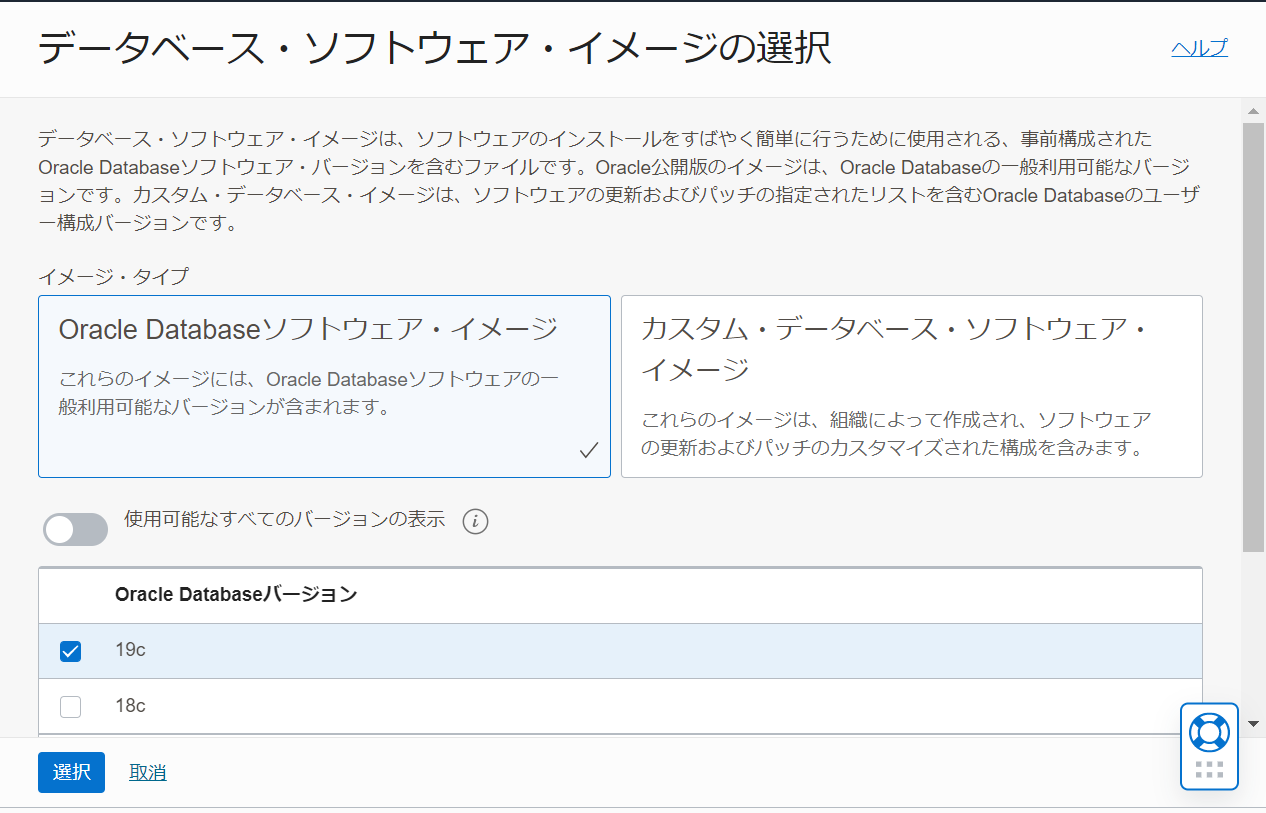 データベース・ソフトウェア・イメージの選択
ヘルプ
データベース・ソフトウェア・イメージは、ソフトウェアのインストールをすばやく簡単に行うために使用される、事前構成された
Oracle Databaseソフトウェア・バージョンを含むファイルです。Oracle公開版のイメージは、Oracle Databaseの一般利用可能なバージ
ョンです。カスタム・データベース・イメージは、ソフトウェアの更新およびパッチの指定されたリストを含むOracle Databaseのユーザ
ー構成バージョンです。
イメージ・タイプ
Oracle Databaseソフトウェア・イメージ
これらのイメージには、Oracle Databaseソフトウェアの一
般利用可能なバージョンが含まれます。
カスタム・データベース・ソフトウェア・
イメージ
これらのイメージは、組織によって作成され、ソフトウェア
の更新およびパッチのカスタマイズされた構成を含みます。
使用可能なすべてのバージョンの表示
Oracle Databaseバージョン
19c
18c
選択
取消